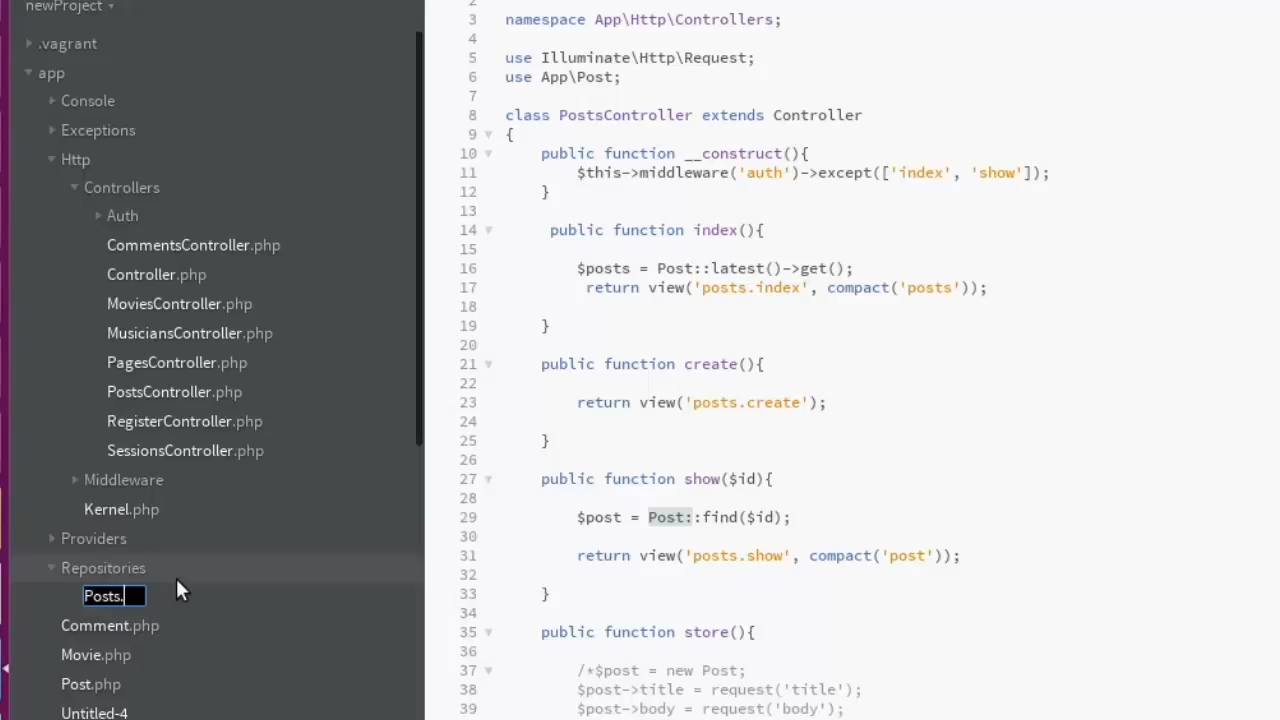 newProject
.vagrant
app
Console
Exceptions
Http
Controllers
Auth
CommentsController.php
Controller.php
MoviesController.php
MusiciansController.php
PagesController.php
PostsController.php
RegisterController.php
SessionsController.php
Middleware
Kernel.php
Providers
Repositories
Posts.
Comment.php
Movie.php
Post.php
Untitled-4
2
3 namespace App\Http\Controllers;
4
5 use Illuminate\Http\Request;
6 use App\Post;
7
8 class PostsController extends Controller
9 {
10 public function __construct(){
11 $this->middleware('auth')->except(['index', 'show']);
12 }
13
14 public function index(){
15
16 $posts = Post::latest()->get();
17 return view('posts.index', compact('posts'));
18
19 }
20
21 public function create(){
22
23 return view('posts.create');
24
25 }
26
27 public function show($id){
28
29 $post = Post::find($id);
30
31 return view('posts.show', compact('post'));
32
33 }
34
35 public function store(){
36
37 /*$post = new Post;
38 $post->title = request('title');
39 $post->body = request('body');